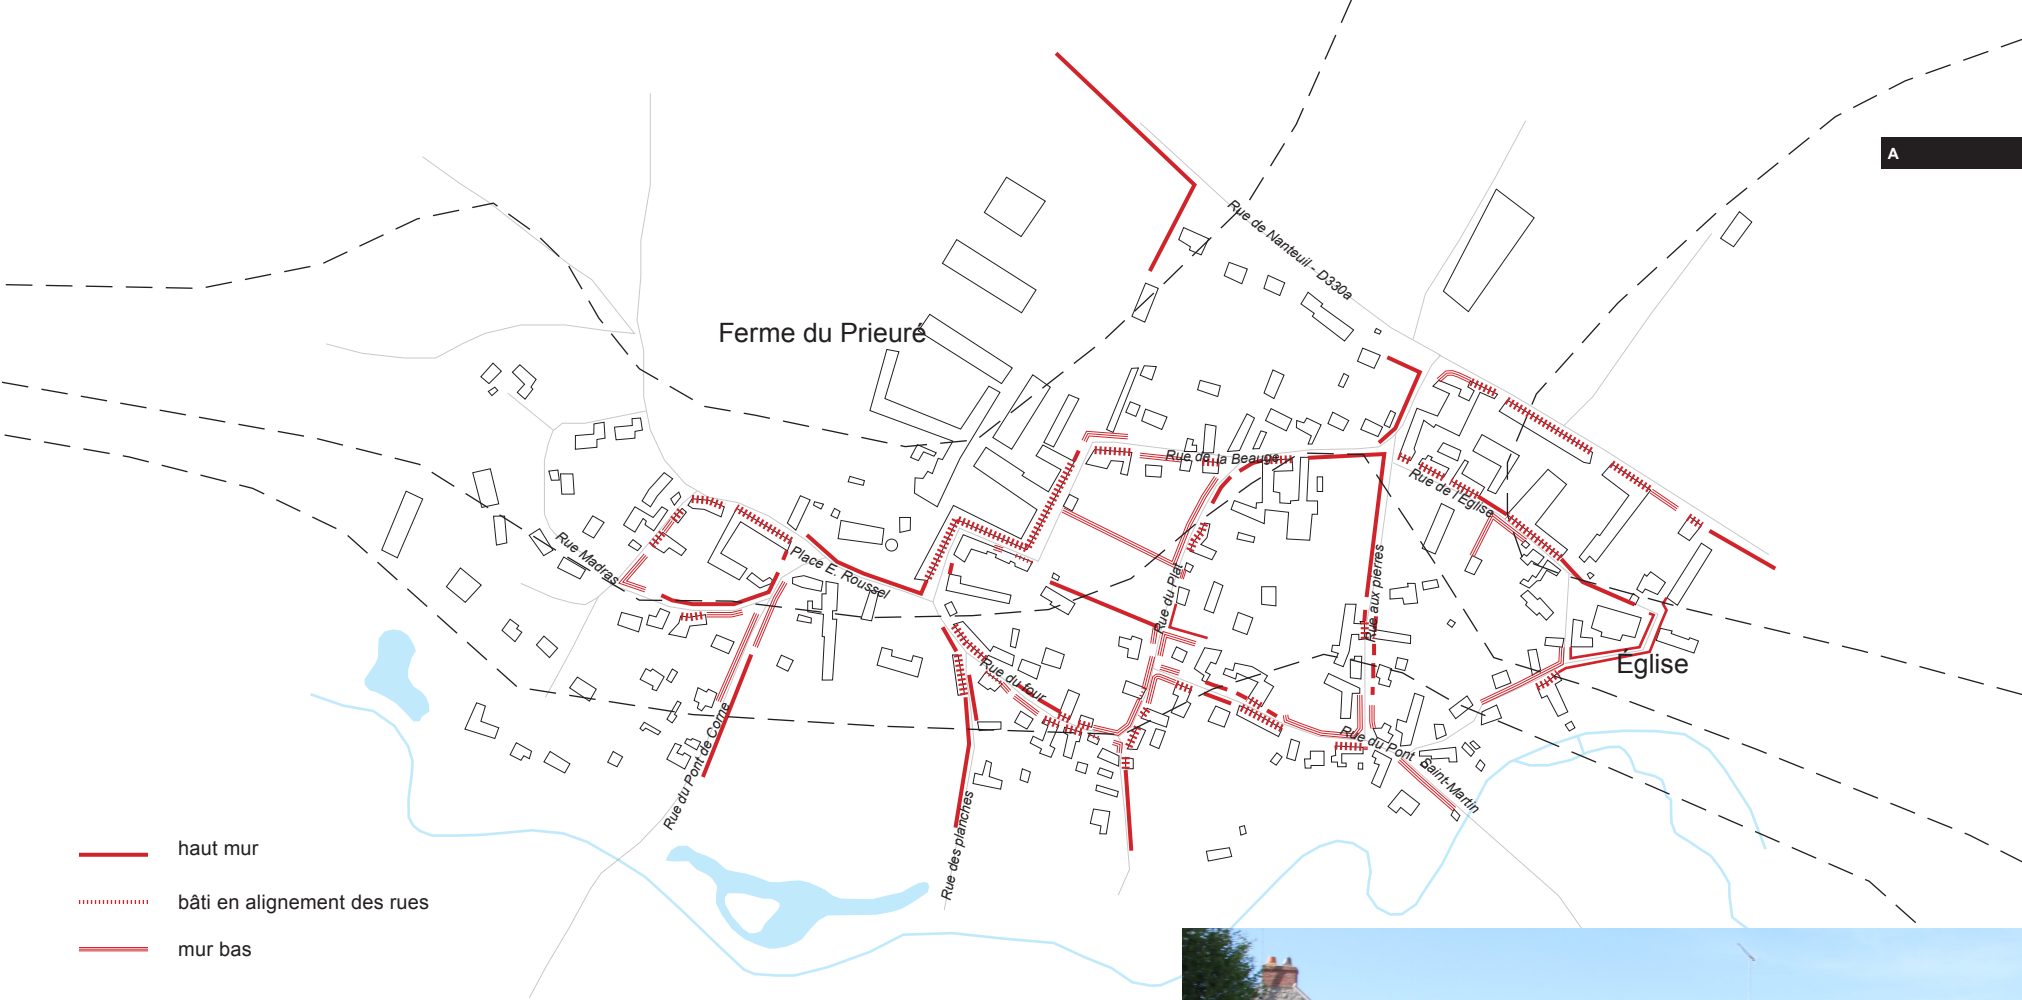 A
Rue de Nanteuil - D330a
Ferme du Prieuré
Rue de la Beauge
Rue de l'Eglise
Rue Madras
Place E. Roussel
Rue du Plat
Rue aux pierres
Église
Rue du four
Rue du Pont de Corne
Rue du Pont Saint-Martin
Rue des planches
haut mur
bâti en alignement des rues
mur bas